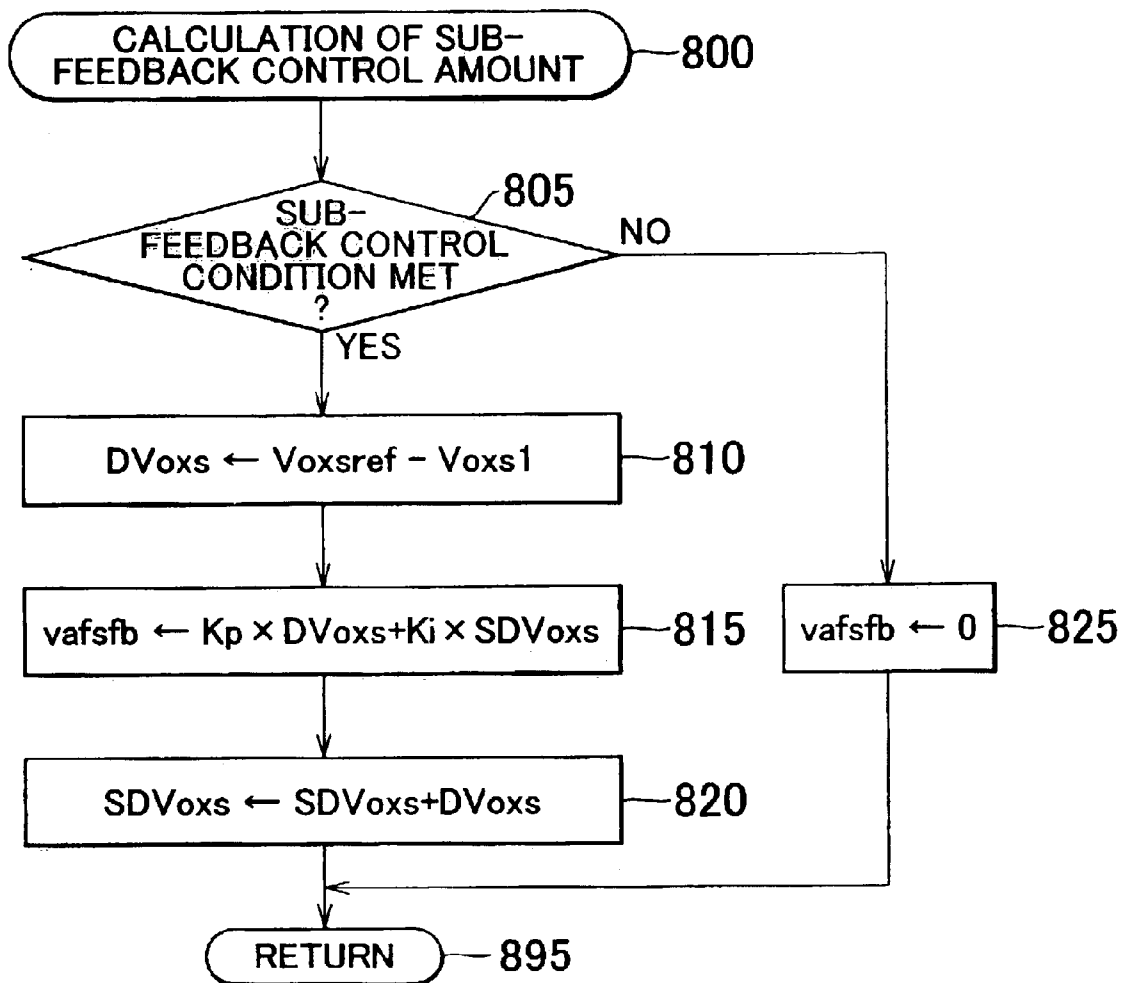 CALCULATION OF SUB-
FEEDBACK CONTROL AMOUNT
800
805
SUB-
FEEDBACK CONTROL
CONDITION MET
?
NO
YES
DVoxs ← Voxsref - Voxs1
810
vafsfb ← Kp × DVoxs+Ki × SDVoxs
815
vafsfb ← 0
825
SDVoxs ← SDVoxs+DVoxs
820
RETURN
895